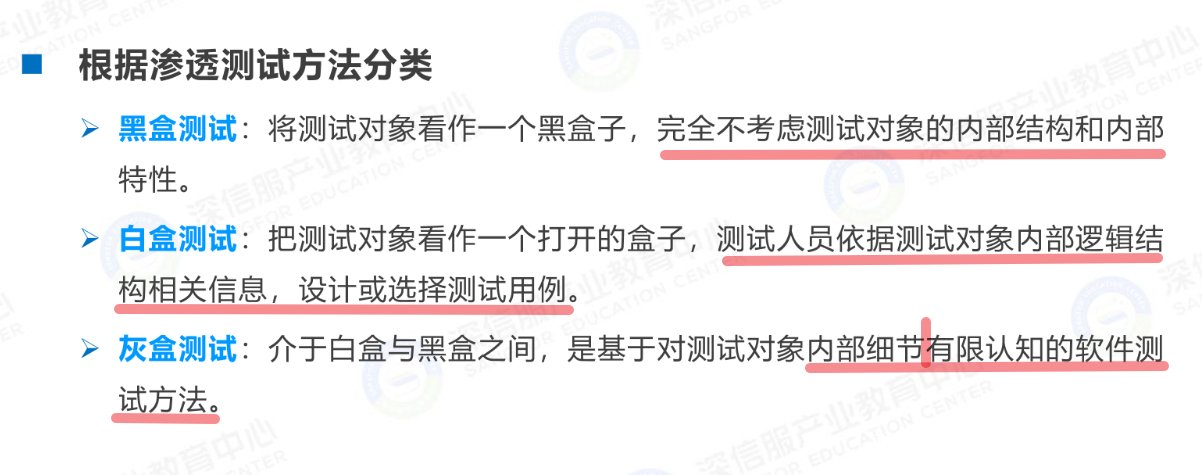 ■ 根据渗透测试方法分类
➢ 黑盒测试：将测试对象看作一个黑盒子，完全不考虑测试对象的内部结构和内部
特性。
➢ 白盒测试：把测试对象看作一个打开的盒子，测试人员依据测试对象内部逻辑结
构相关信息，设计或选择测试用例。
➢ 灰盒测试：介于白盒与黑盒之间，是基于对测试对象内部细节有限认知的软件测
试方法。
深信服产业教育中心
SANGFOR EDUCATION CENTER